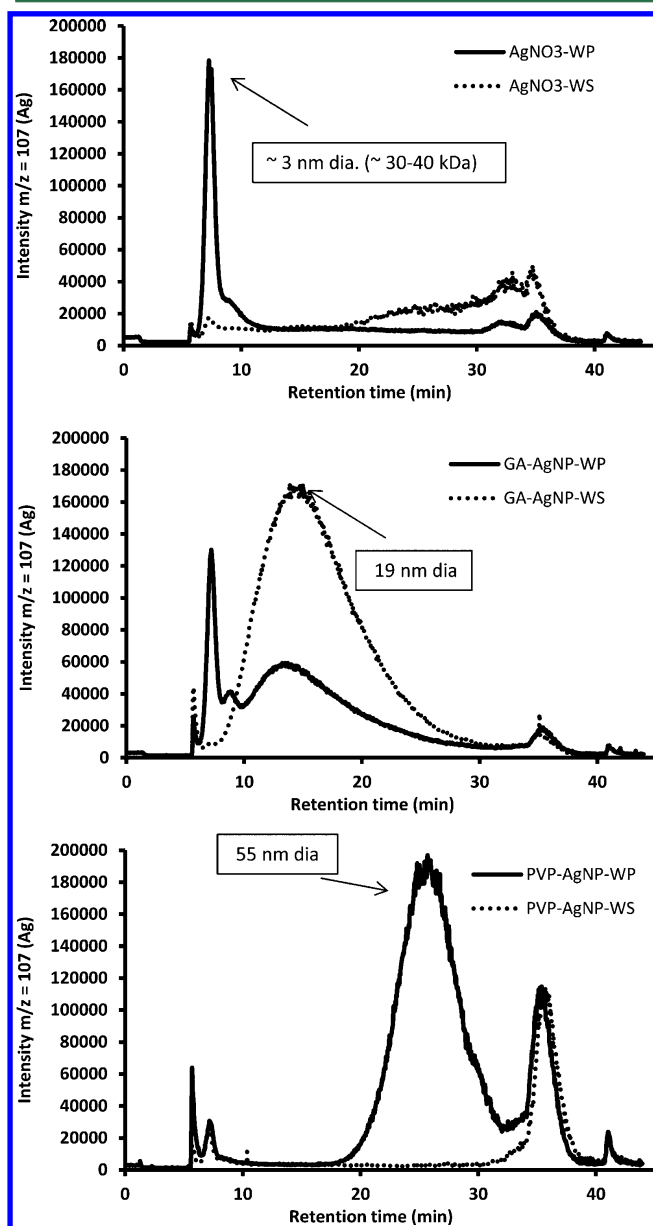 200000
180000
160000
140000
120000
100000
80000
60000
40000
20000
0
Intensity m/z = 107 (Ag)
AgNO3-WP
AgNO3-WS
~ 3 nm dia. (~ 30-40 kDa)
0 10 20 30 40
Retention time (min)
200000
180000
160000
140000
120000
100000
80000
60000
40000
20000
0
Intensity m/z = 107 (Ag)
GA-AgNP-WP
GA-AgNP-WS
19 nm dia
0 10 20 30 40
Retention time (min)
200000
180000
160000
140000
120000
100000
80000
60000
40000
20000
0
Intensity m/z = 107 (Ag)
55 nm dia
PVP-AgNP-WP
PVP-AgNP-WS
0 10 20 30 40
Retention time (min)